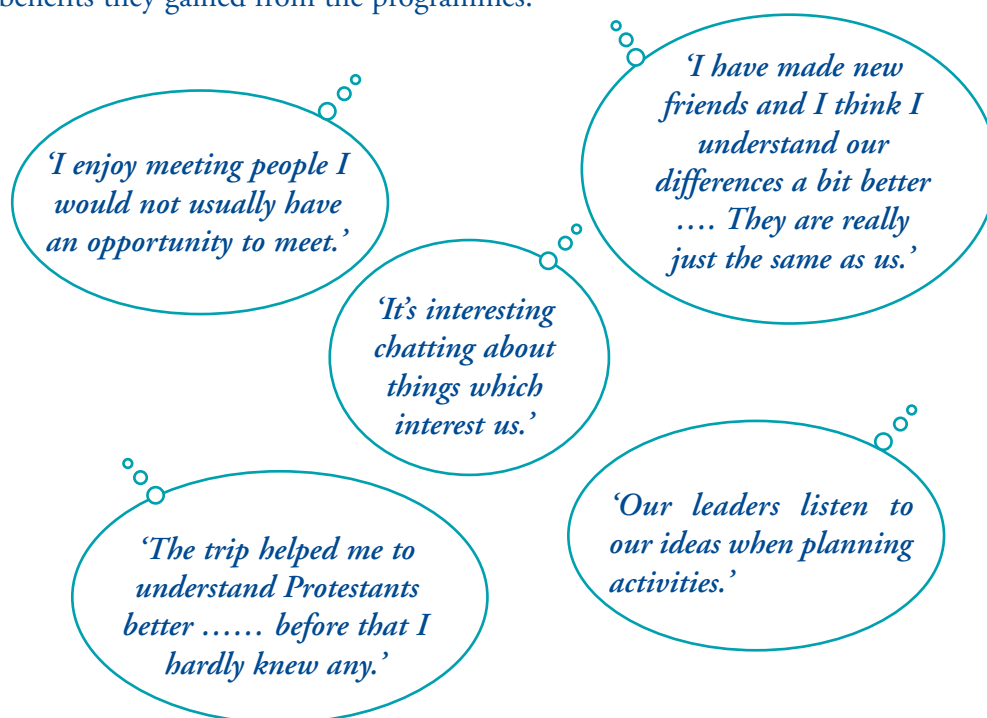 benefits they gained from the programmes.
‘I enjoy meeting people I
would not usually have
an opportunity to meet.’
‘I have made new
friends and I think I
understand our
differences a bit better
…. They are really
just the same as us.’
‘It’s interesting
chatting about
things which
interest us.’
‘The trip helped me to
understand Protestants
better …… before that I
hardly knew any.’
‘Our leaders listen to
our ideas when planning
activities.’